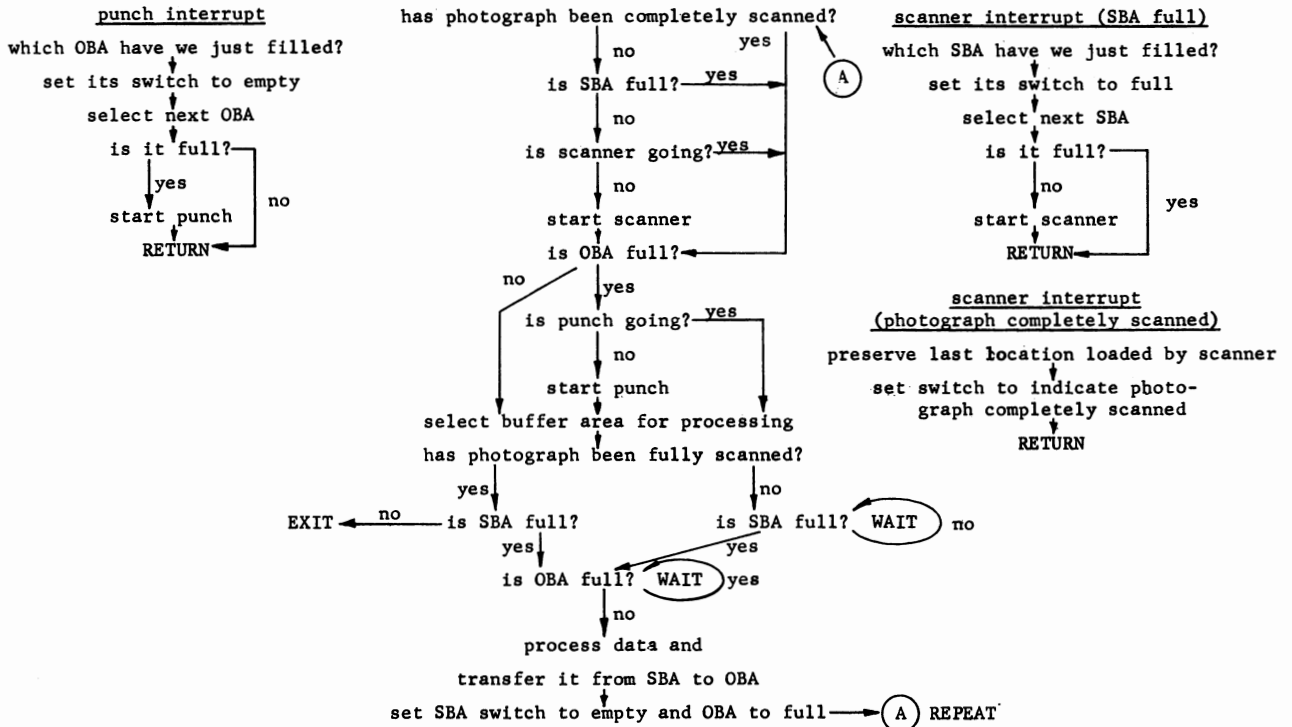 punch interrupt
which OBA have we just filled?
set its switch to empty
select next OBA
is it full?
yes
no
start punch
RETURN
has photograph been completely scanned?
no
yes
A
is SBA full?
yes
no
is scanner going?
yes
no
start scanner
is OBA full?
no
yes
is punch going?
yes
no
start punch
select buffer area for processing
has photograph been fully scanned?
yes
no
EXIT
no
is SBA full?
is SBA full?
WAIT
no
yes
yes
is OBA full?
WAIT
yes
no
process data and
transfer it from SBA to OBA
set SBA switch to empty and OBA to full
A
REPEAT
scanner interrupt (SBA full)
which SBA have we just filled?
set its switch to full
select next SBA
is it full?
no
yes
start scanner
RETURN
scanner interrupt
(photograph completely scanned)
preserve last location loaded by scanner
set switch to indicate photo-
graph completely scanned
RETURN